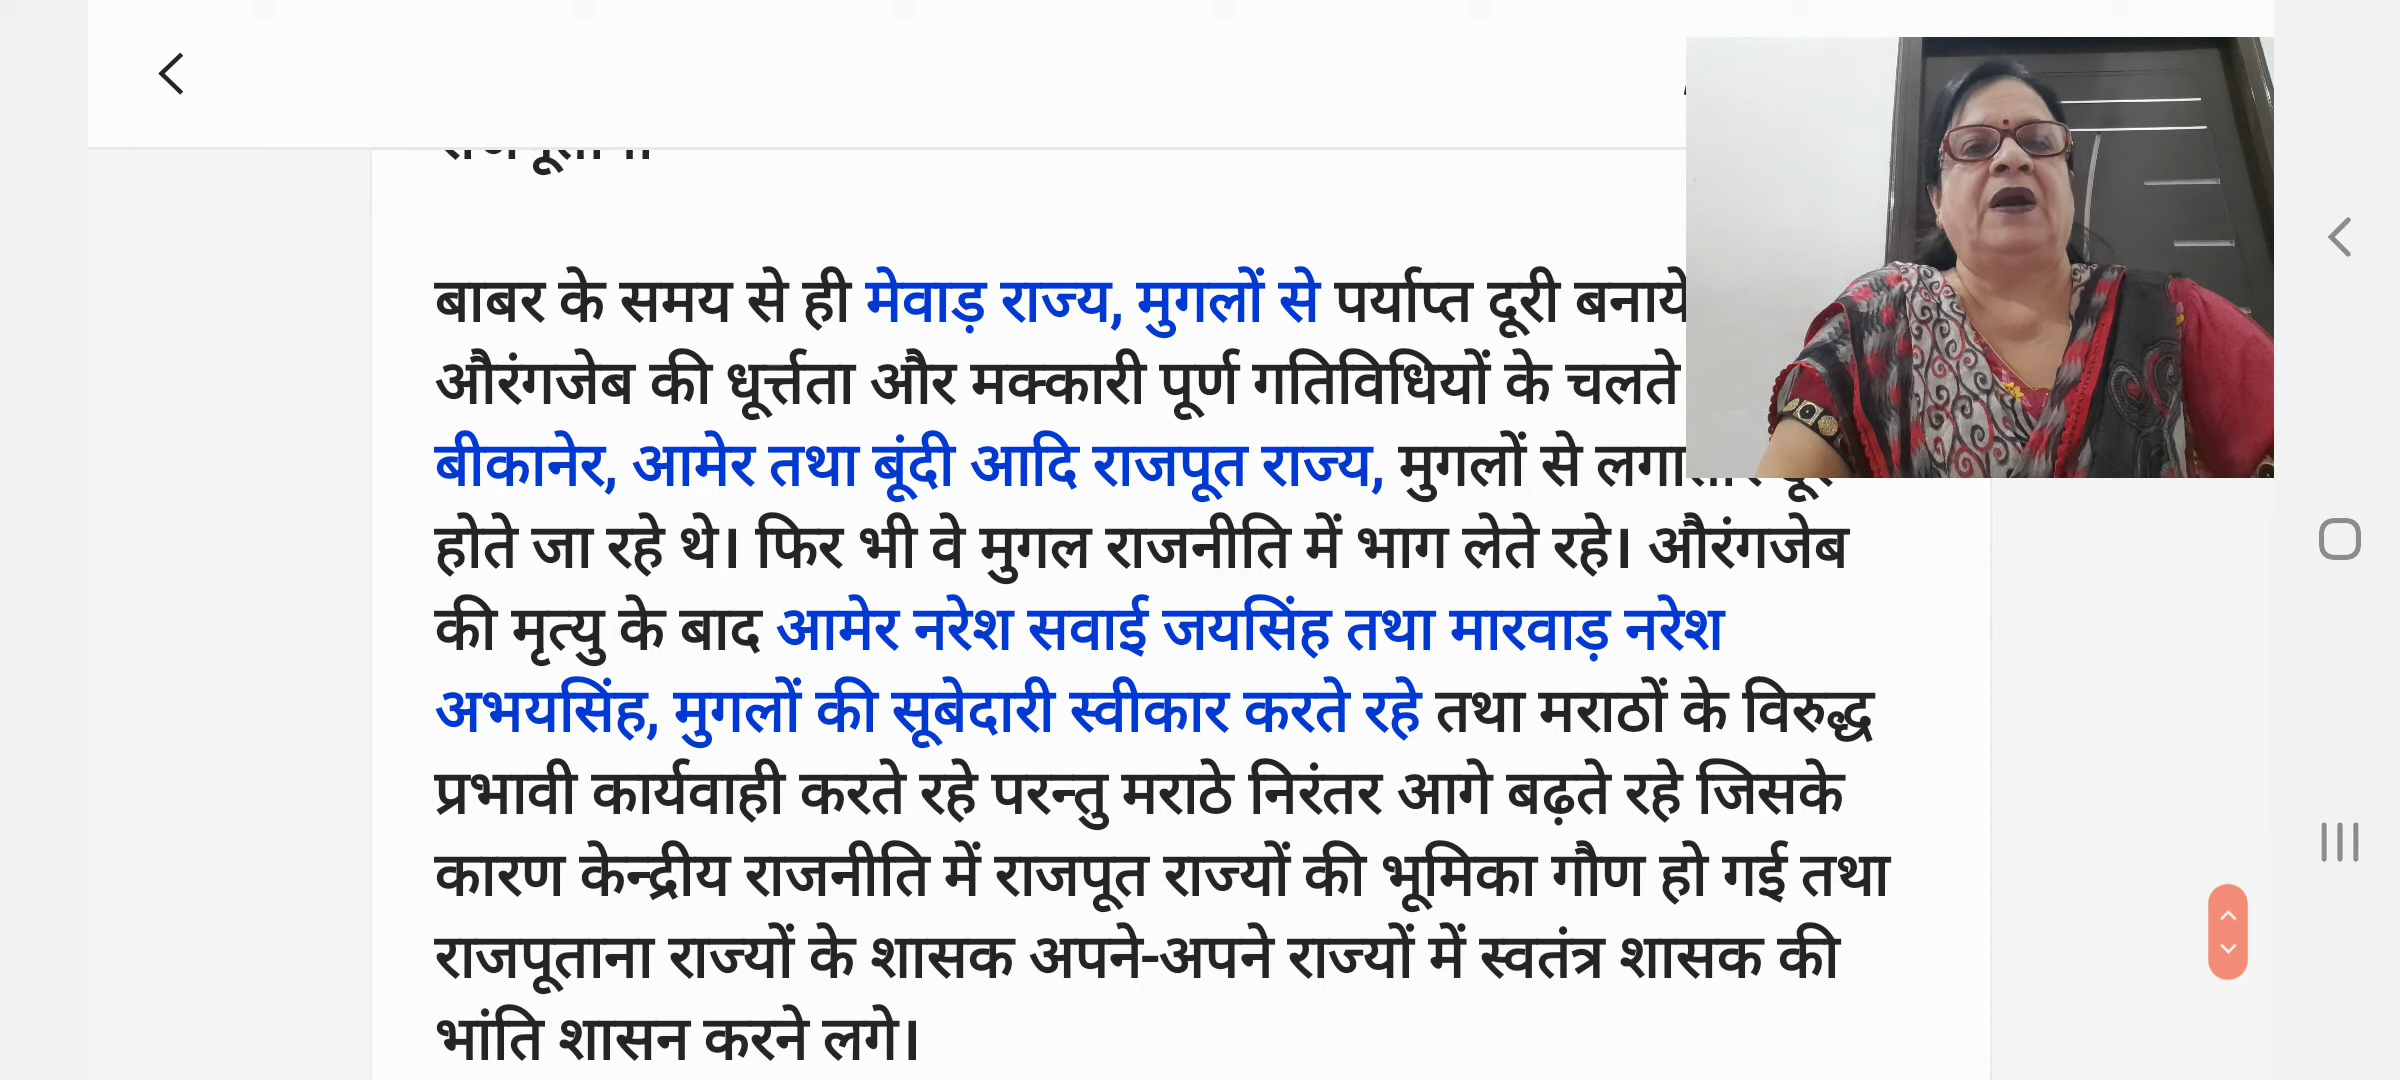 राजपूताना
बाबर के समय से ही मेवाड़ राज्य, मुगलों से पर्याप्त दूरी बनाये
औरंगजेब की धूर्त्तता और मक्कारी पूर्ण गतिविधियों के चलते
बीकानेर, आमेर तथा बूंदी आदि राजपूत राज्य, मुगलों से लगातार दूर
होते जा रहे थे। फिर भी वे मुगल राजनीति में भाग लेते रहे। औरंगजेब
की मृत्यु के बाद आमेर नरेश सवाई जयसिंह तथा मारवाड़ नरेश
अभयसिंह, मुगलों की सूबेदारी स्वीकार करते रहे तथा मराठों के विरुद्ध
प्रभावी कार्यवाही करते रहे परन्तु मराठे निरंतर आगे बढ़ते रहे जिसके
कारण केन्द्रीय राजनीति में राजपूत राज्यों की भूमिका गौण हो गई तथा
राजपूताना राज्यों के शासक अपने-अपने राज्यों में स्वतंत्र शासक की
भांति शासन करने लगे।